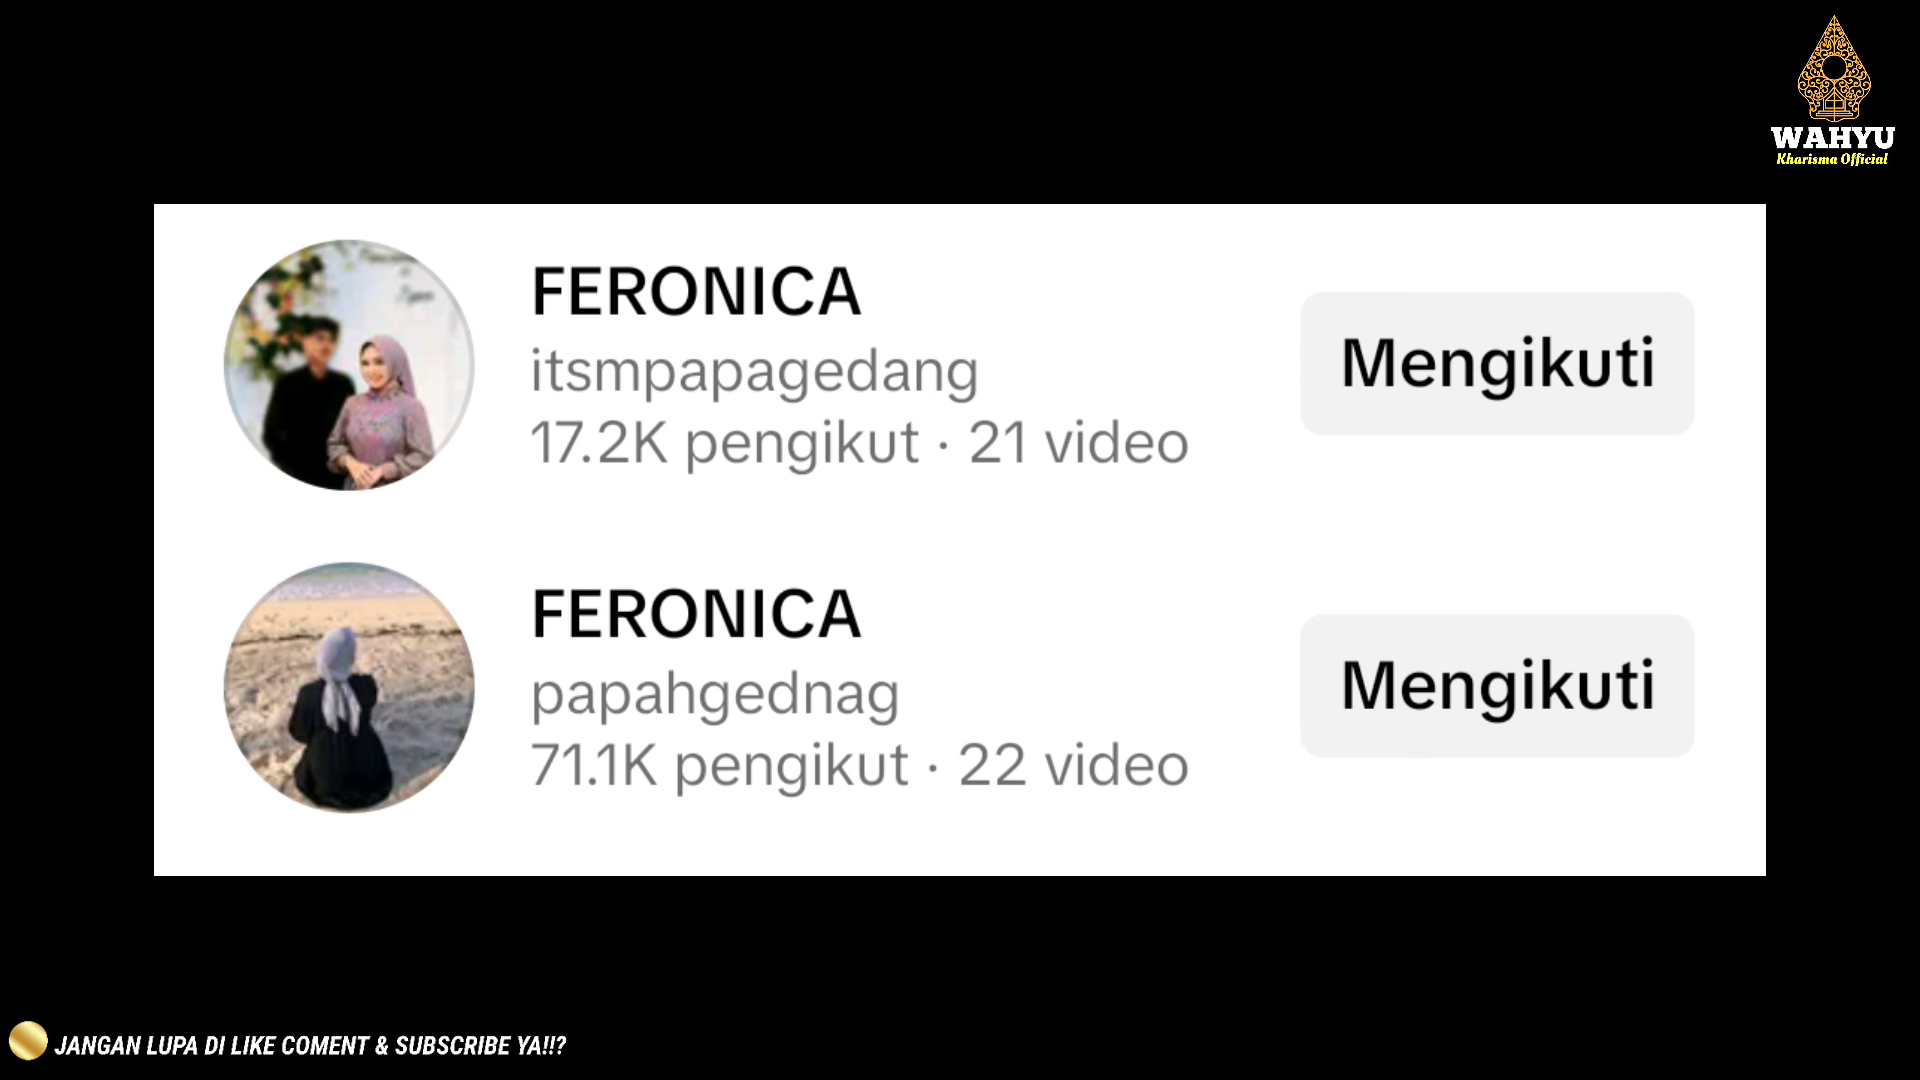 WAHYU
Kharisma Official
FERONICA
itsmpapagedang
17.2K pengikut · 21 video
Mengikuti
FERONICA
papahgednag
71.1K pengikut · 22 video
Mengikuti
JANGAN LUPA DI LIKE COMENT & SUBSCRIBE YA!!?